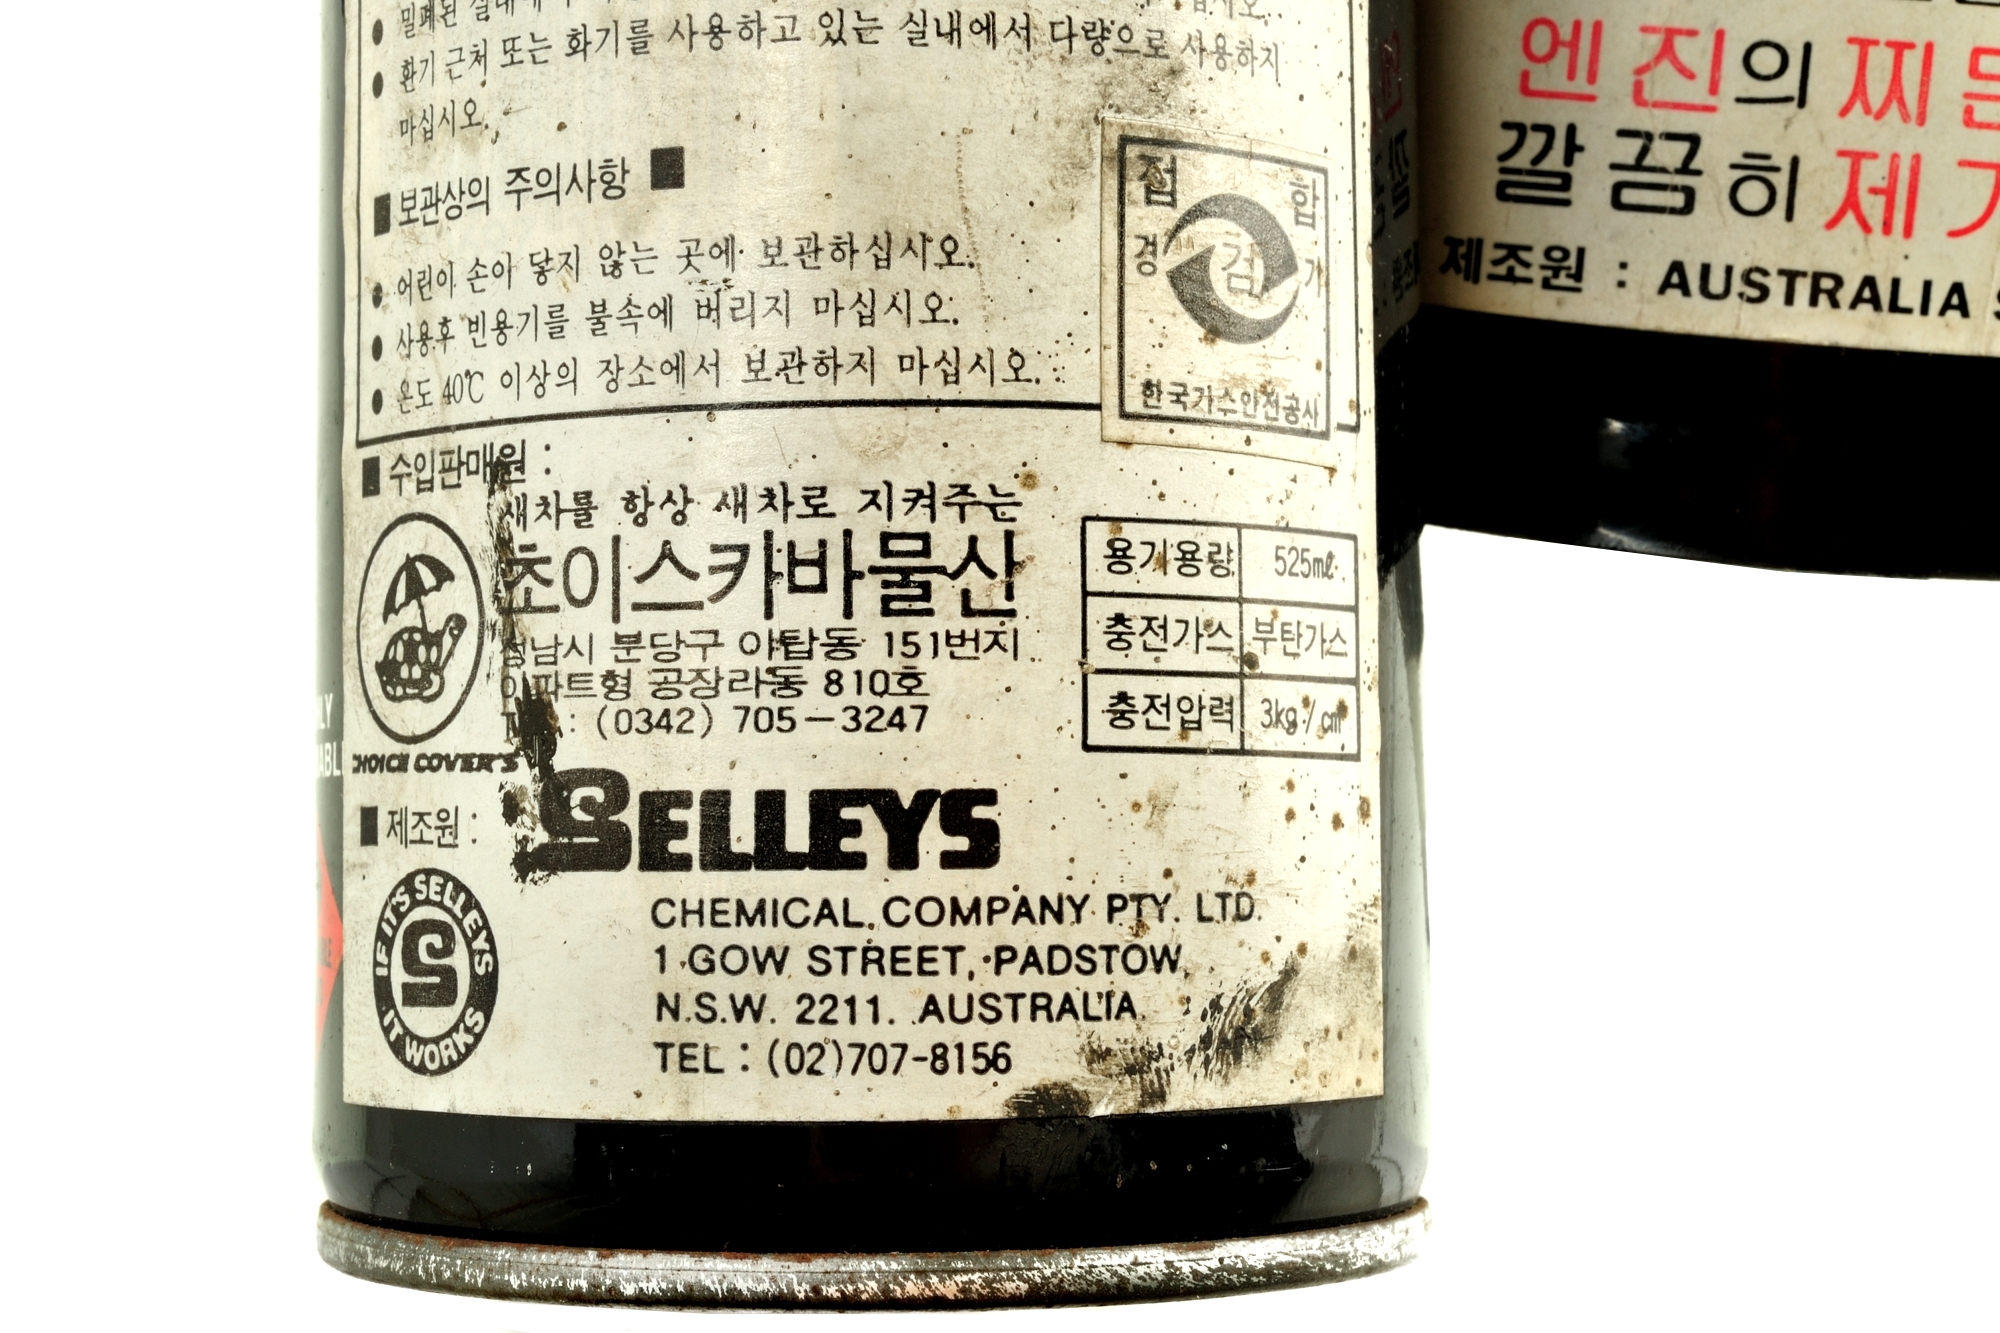 밀폐된 실내에
환기 근처 또는 화기를 사용하고 있는 실내에서 다량으로 사용하지
마십시오.
■보관상의 주의사항 ■
● 어린이 손이 닿지 않는 곳에 보관하십시오.
● 사용후 빈용기를 불속에 버리지 마십시오.
● 온도 40℃ 이상의 장소에서 보관하지 마십시오.
접 합
경 검 가
한국가스안전공사
■ 수입판매원 :
새차를 항상 새차로 지켜주는
초이스카바물산
성남시 분당구 야탑동 151번지
아파트형 공장라동 810호
TEL : (0342) 705-3247
CHOICE COVER'S
용기용량 525ml
충전가스 부탄가스
충전압력 3kg/㎠
■ 제조원 :
SELLEYS
IF IT'S SELLEYS
S
IT WORKS
CHEMICAL COMPANY PTY. LTD.
1 GOW STREET, PADSTOW,
N.S.W. 2211. AUSTRALIA.
TEL : (02)707-8156
엔진의 찌
깔끔히 제
제조원 : AUSTRALIA